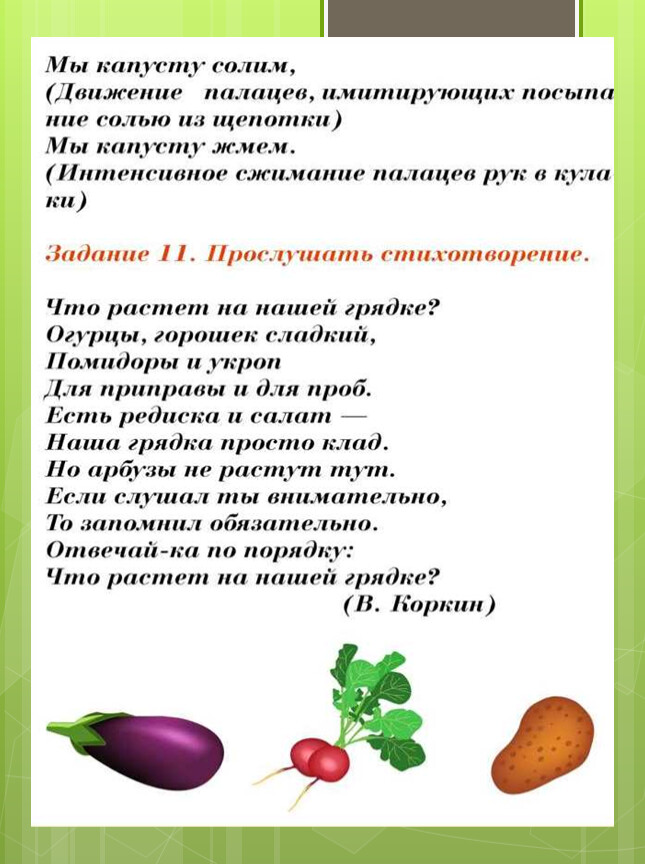 Мы капусту солим,
(Движение палацев, имитирующих посыпа
ние солью из щепотки)
Мы капусту жмем.
(Интенсивное сжимание палацев рук в кула
ки)
Задание 11. Прослушать стихотворение.
Что растет на нашей грядке?
Огурцы, горошек сладкий,
Помидоры и укроп
Для приправы и для проб.
Есть редиска и салат —
Наша грядка просто клад.
Но арбузы не растут тут.
Если слушал ты внимательно,
То запомнил обязательно.
Отвечай-ка по порядку:
Что растет на нашей грядке?
(В. Коркин)